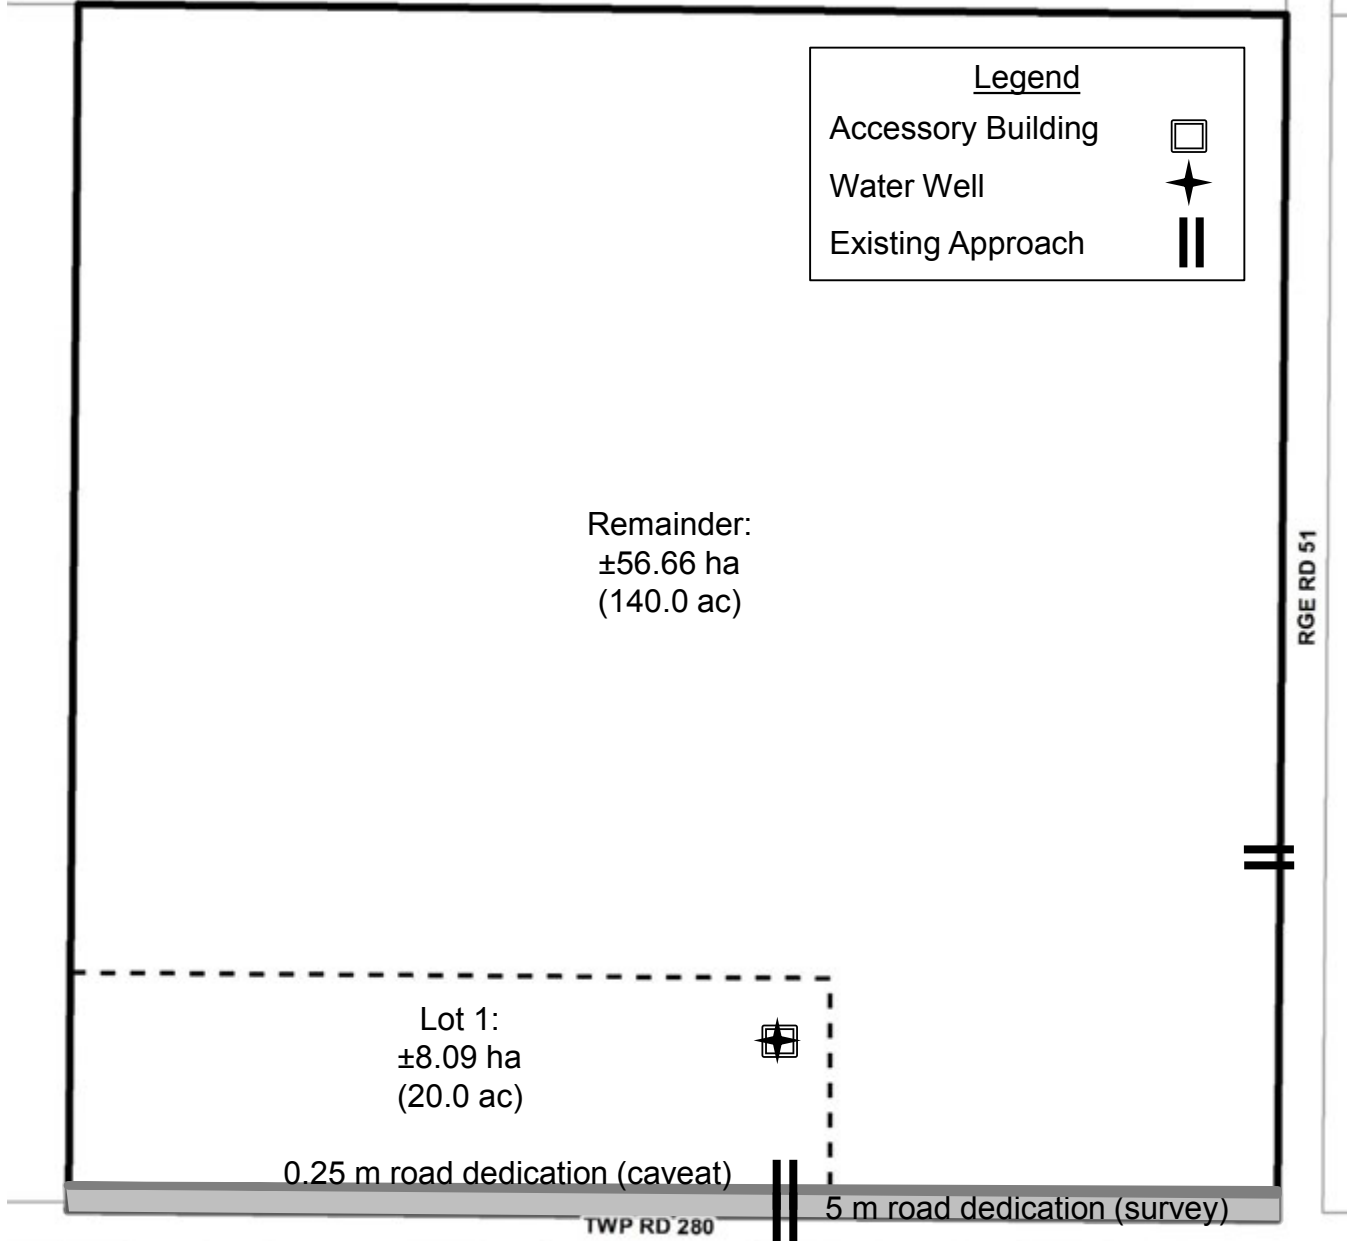 Legend
Accessory Building
Water Well
Existing Approach
Remainder:
±56.66 ha
(140.0 ac)
RGE RD 51
Lot 1:
±8.09 ha
(20.0 ac)
0.25 m road dedication (caveat)
5 m road dedication (survey)
TWP RD 280